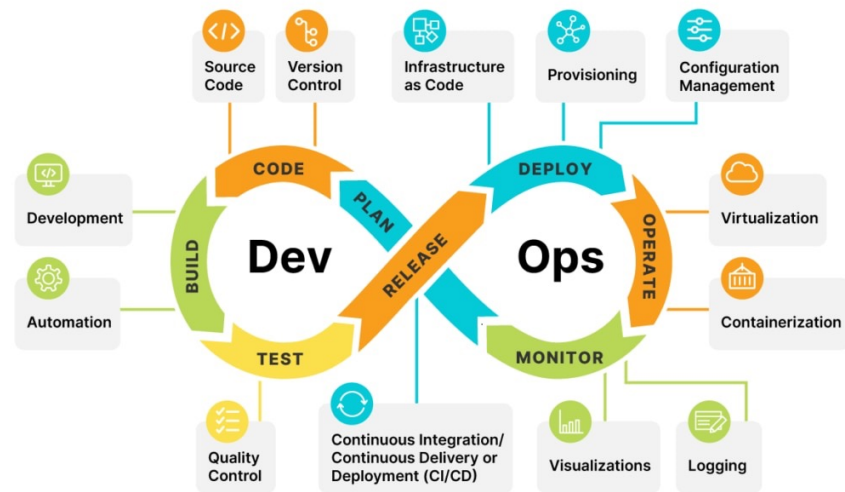 Source
Code
Version
Control
Infrastructure
as Code
Provisioning
Configuration
Management
CODE
PLAN
DEPLOY
Development
BUILD
Dev
RELEASE
Ops
OPERATE
Virtualization
Automation
Containerization
TEST
MONITOR
Quality
Control
Continuous Integration/
Continuous Delivery or
Deployment (CI/CD)
Visualizations
Logging